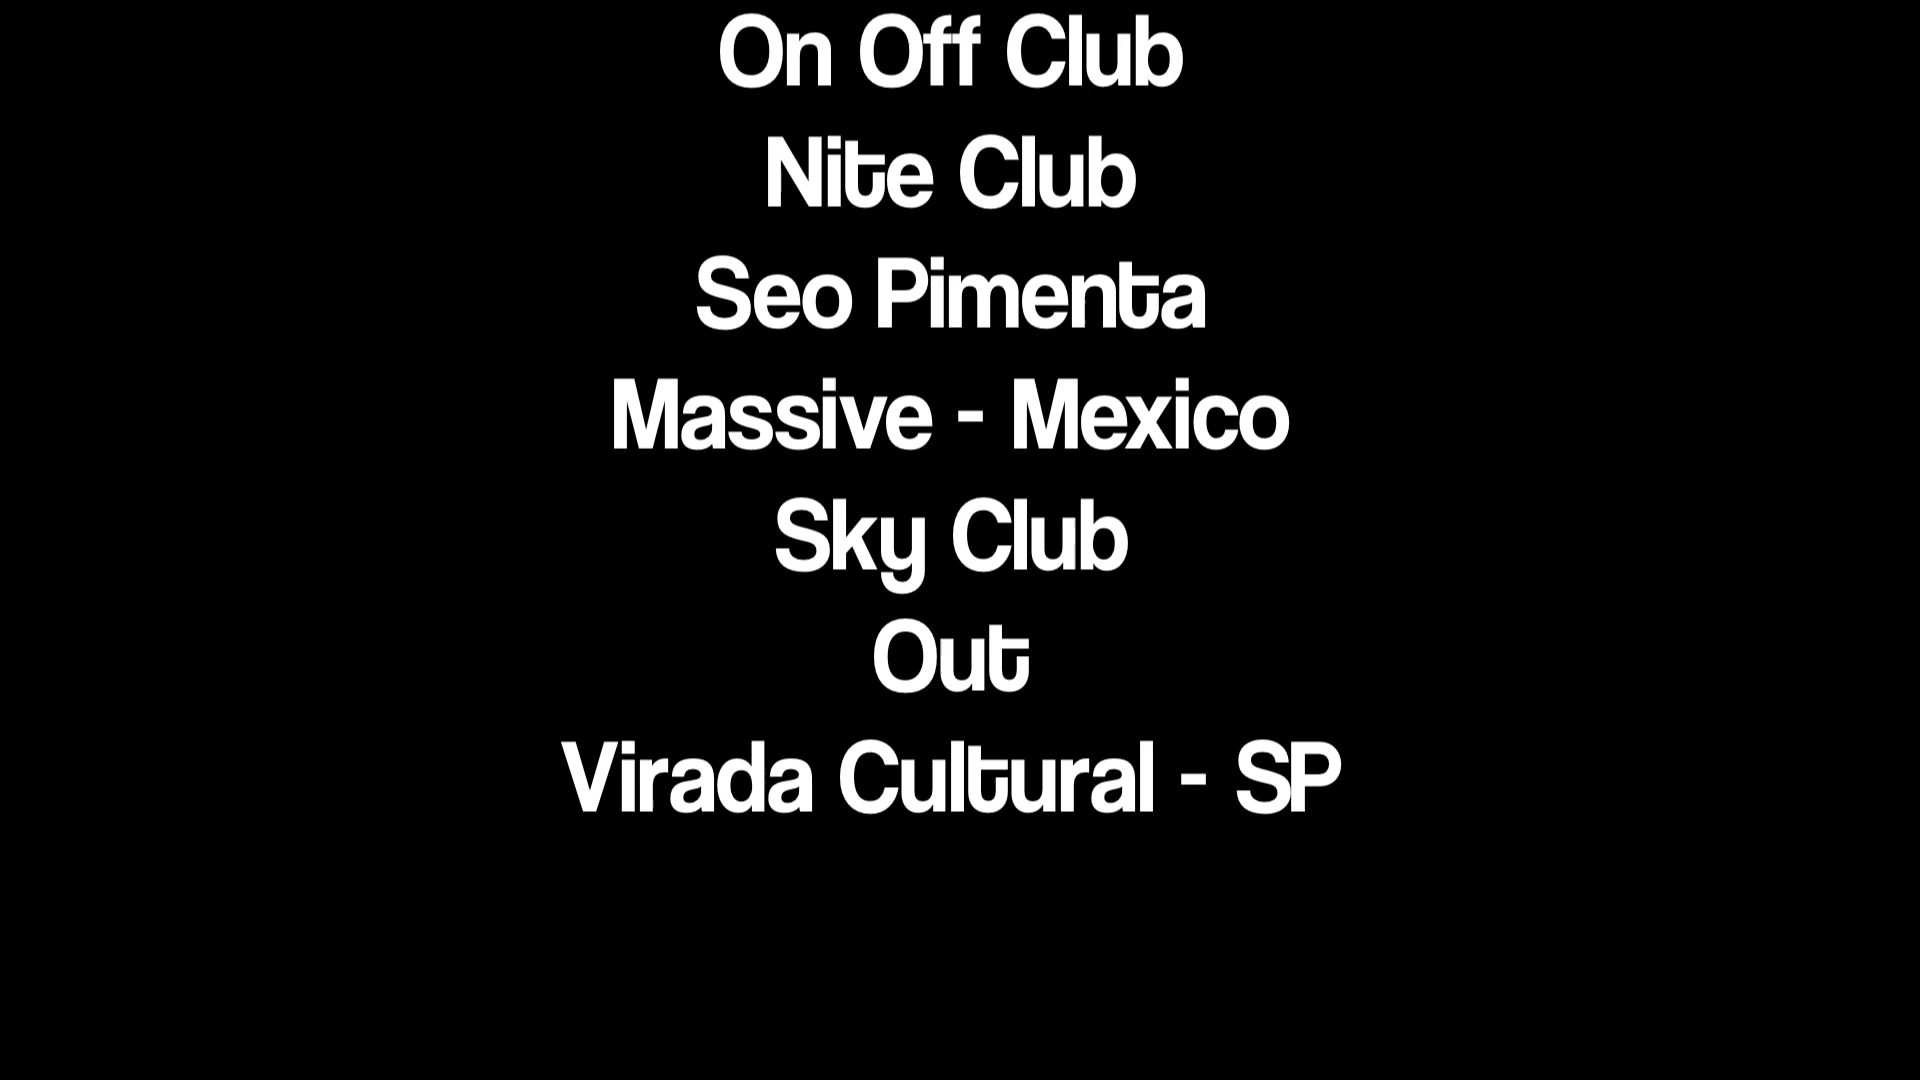 On Off Club
Nite Club
Seo Pimenta
Massive - Mexico
Sky Club
Out
Virada Cultural - SP